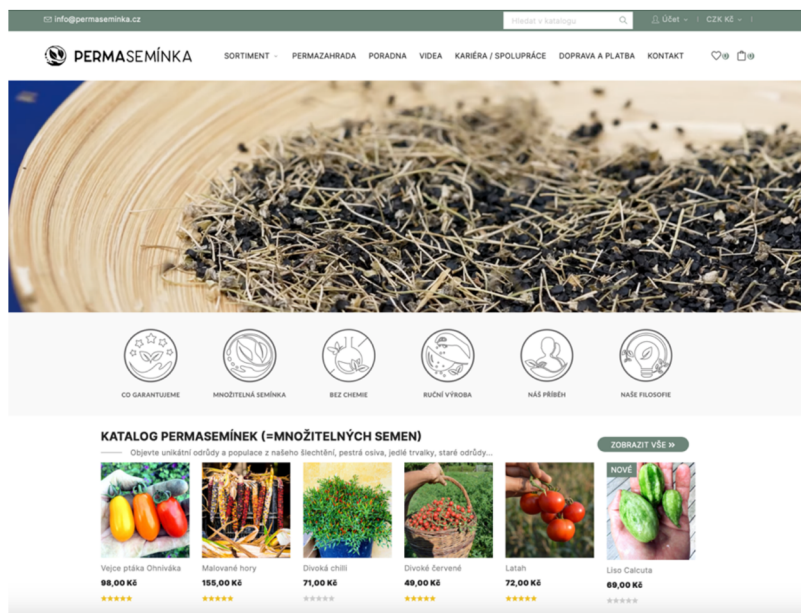 info@permaseminka.cz
Hledat v katalogu
Účet
CZK Kč
PERMASEMÍNKA
SORTIMENT
PERMAZAHRADA
PORADNA
VIDEA
KARIÉRA / SPOLUPRÁCE
DOPRAVA A PLATBA
KONTAKT
CO GARANTUJEME
MNOŽITELNÁ SEMÍNKA
BEZ CHEMIE
RUČNÍ VÝROBA
NÁŠ PŘÍBĚH
NAŠE FILOSOFIE
KATALOG PERMASEMÍNEK (=MNOŽITELNÝCH SEMEN)
Objevte unikátní odrůdy a populace z našeho šlechtění, pestrá osiva, jedlé trvalky, staré odrůdy...
ZOBRAZIT VŠE »
NOVÉ
Vejce ptáka Ohniváka
98,00 Kč
Malované hory
155,00 Kč
Divoká chilli
71,00 Kč
Divoké červené
49,00 Kč
Latah
72,00 Kč
Liso Calcuta
69,00 Kč